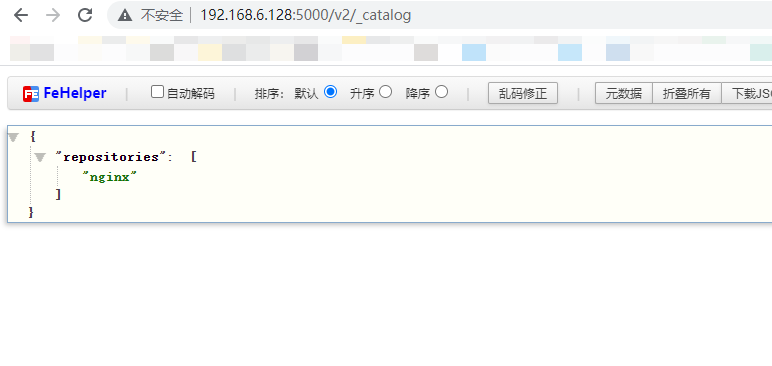 不安全 192.168.6.128:5000/v2/_catalog
FE FeHelper | 自动解码 | 排序: 默认 升序 降序 | 乱码修正 | 元数据 折叠所有 下载JS
{
"repositories": [
"nginx"
]
}